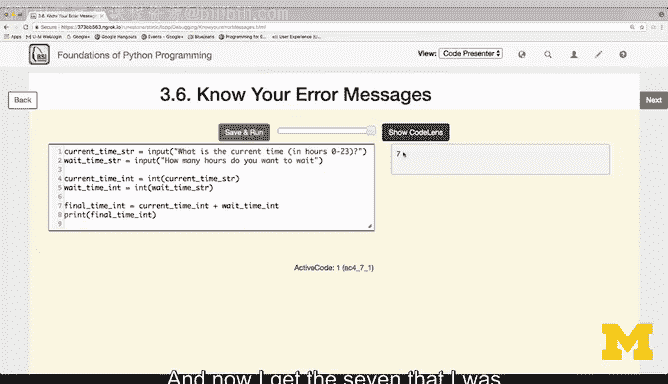 373bb563.ngrok.io
Foundations of Python Programming
View: Code Presenter
Back
3.6. Know Your Error Messages
Next
Save & Run
Show CodeLens
1 current_time_str = input("What is the current time (in hours 0-23)?")
2 wait_time_str = input("How many hours do you want to wait")
3
4 current_time_int = int(current_time_str)
5 wait_time_int = int(wait_time_str)
6
7 final_time_int = current_time_int + wait_time_int
8 print(final_time_int)
9
7
ActiveCode: 1 (ac4_7_1)
M
And now I get the seven that I was